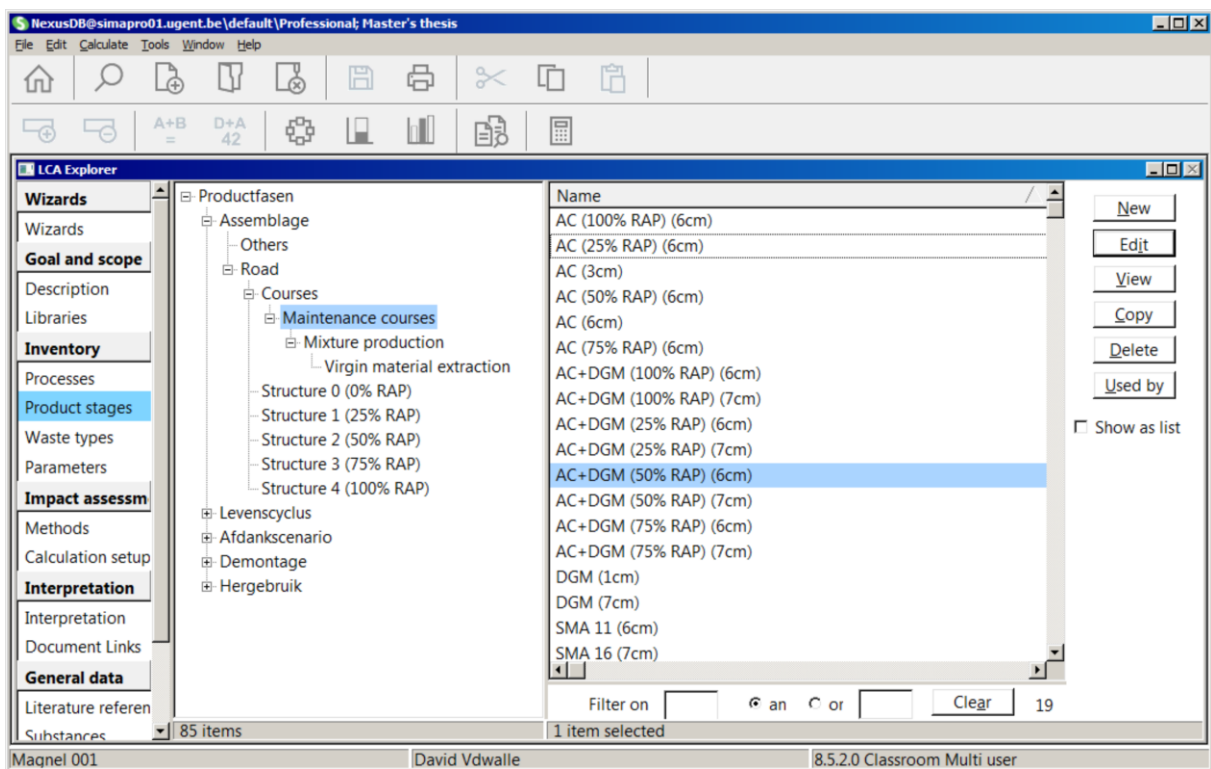 NexusDB@simapro01.ugent.be\default\Professional; Master's thesis
File Edit Calculate Tools Window Help
A+B
=
D+A
42
LCA Explorer
Wizards
Wizards
Goal and scope
Description
Libraries
Inventory
Processes
Product stages
Waste types
Parameters
Impact assessm
Methods
Calculation setup
Interpretation
Interpretation
Document Links
General data
Literature referen
Substances
Productfasen
Assemblage
Others
Road
Courses
Maintenance courses
Mixture production
Virgin material extraction
Structure 0 (0% RAP)
Structure 1 (25% RAP)
Structure 2 (50% RAP)
Structure 3 (75% RAP)
Structure 4 (100% RAP)
Levenscyclus
Afdankscenario
Demontage
Hergebruik
85 items
Name
AC (100% RAP) (6cm)
AC (25% RAP) (6cm)
AC (3cm)
AC (50% RAP) (6cm)
AC (6cm)
AC (75% RAP) (6cm)
AC+DGM (100% RAP) (6cm)
AC+DGM (100% RAP) (7cm)
AC+DGM (25% RAP) (6cm)
AC+DGM (25% RAP) (7cm)
AC+DGM (50% RAP) (6cm)
AC+DGM (50% RAP) (7cm)
AC+DGM (75% RAP) (6cm)
AC+DGM (75% RAP) (7cm)
DGM (1cm)
DGM (7cm)
SMA 11 (6cm)
SMA 16 (7cm)
Filter on an or Clear 19
1 item selected
New
Edit
View
Copy
Delete
Used by
Show as list
Magnel 001 David Vdwalle 8.5.2.0 Classroom Multi user